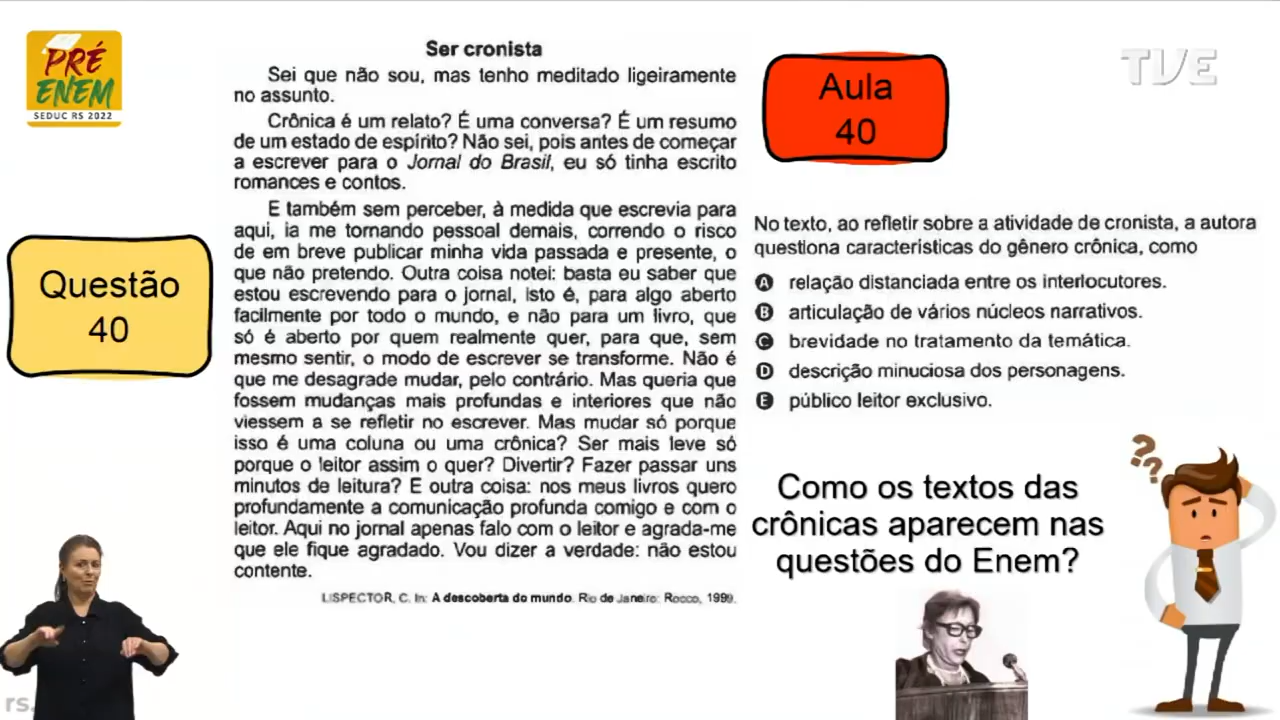 PRÉ
ENEM
SEDUC RS 2022
Ser cronista
Sei que não sou, mas tenho meditado ligeiramente
no assunto.
Crônica é um relato? É uma conversa? É um resumo
de um estado de espírito? Não sei, pois antes de começar
a escrever para o Jornal do Brasil, eu só tinha escrito
romances e contos.
E também sem perceber, à medida que escrevia para
aqui, ia me tornando pessoal demais, correndo o risco
de em breve publicar minha vida passada e presente, o
que não pretendo. Outra coisa notei: basta eu saber que
estou escrevendo para o jornal, isto é, para algo aberto
facilmente por todo o mundo, e não para um livro, que
só é aberto por quem realmente quer, para que, sem
mesmo sentir, o modo de escrever se transforme. Não é
que me desagrade mudar, pelo contrário. Mas queria que
fossem mudanças mais profundas e interiores que não
viessem a se refletir no escrever. Mas mudar só porque
isso é uma coluna ou uma crônica? Ser mais leve só
porque o leitor assim o quer? Divertir? Fazer passar uns
minutos de leitura? E outra coisa: nos meus livros quero
profundamente a comunicação profunda comigo e com o
leitor. Aqui no jornal apenas falo com o leitor e agrada-me
que ele fique agradado. Vou dizer a verdade: não estou
contente.
LISPECTOR, C. In: A descoberta do mundo. Rio de Janeiro: Rocco, 1999.
Questão
40
Aula
40
TVE
No texto, ao refletir sobre a atividade de cronista, a autora
questiona características do gênero crônica, como
A relação distanciada entre os interlocutores.
B articulação de vários núcleos narrativos.
C brevidade no tratamento da temática.
D descrição minuciosa dos personagens.
E público leitor exclusivo.
Como os textos das
crônicas aparecem nas
questões do Enem?
??
rs.